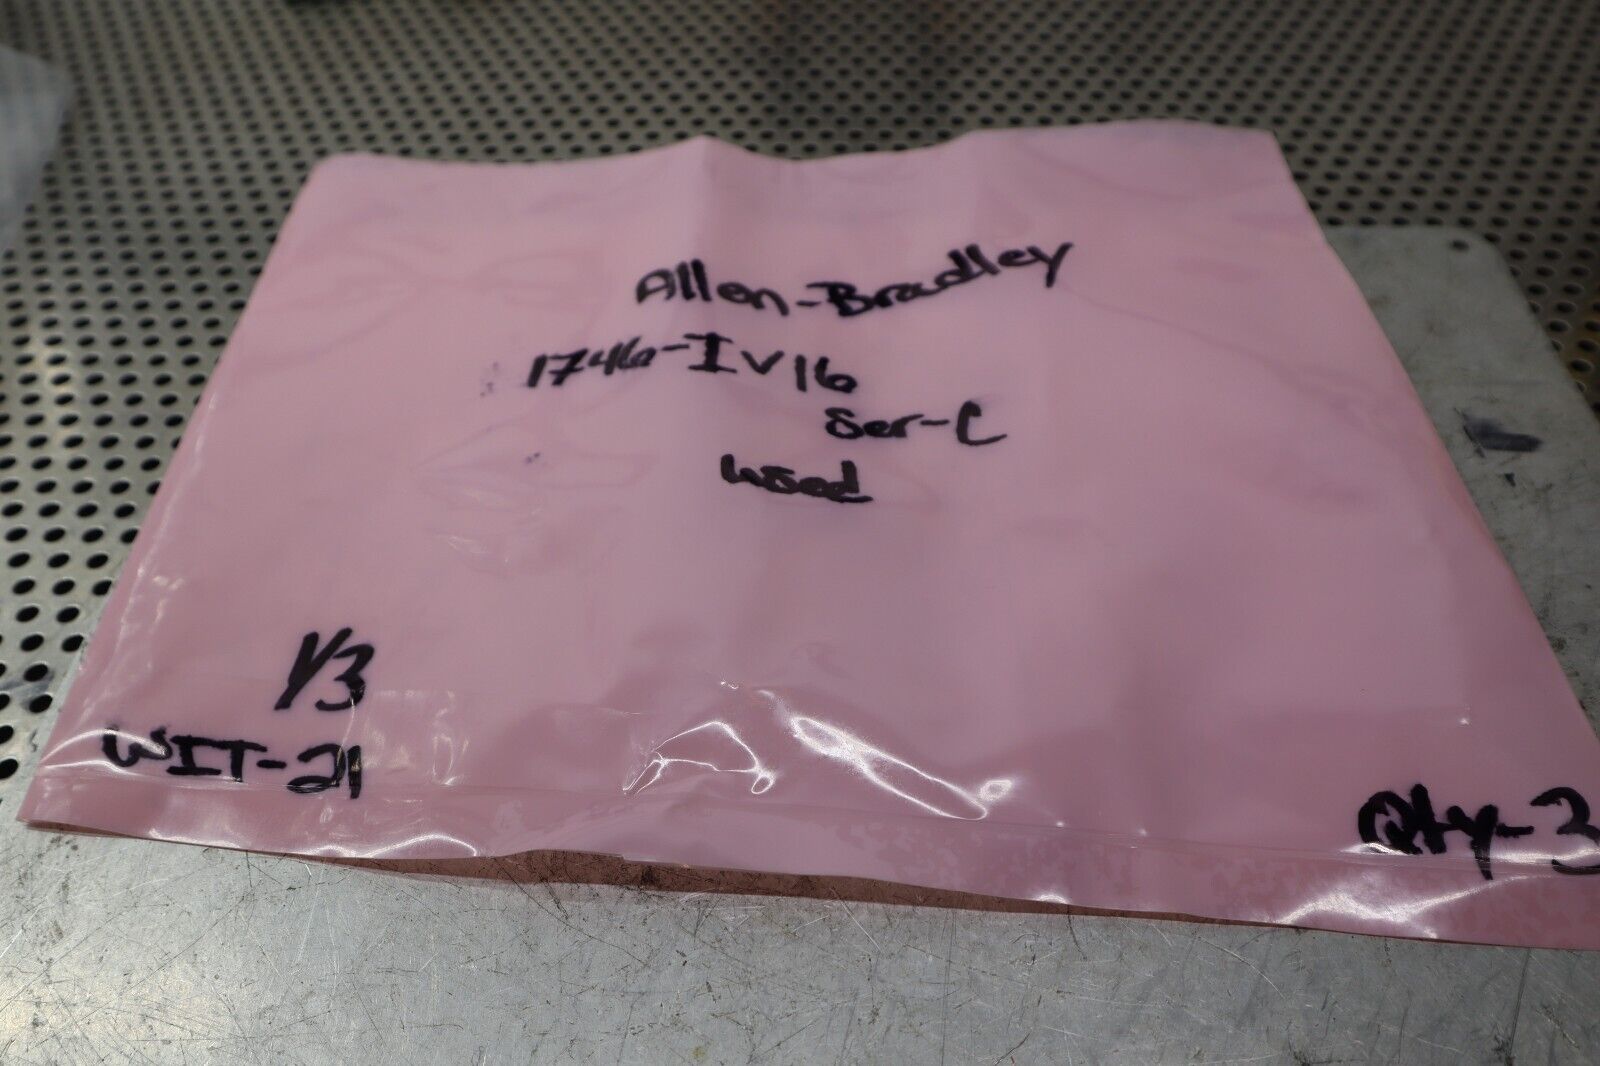 Allen-Bradley
1746-IV16
Ser-C
used
1/3
WIT-21
Qty-3